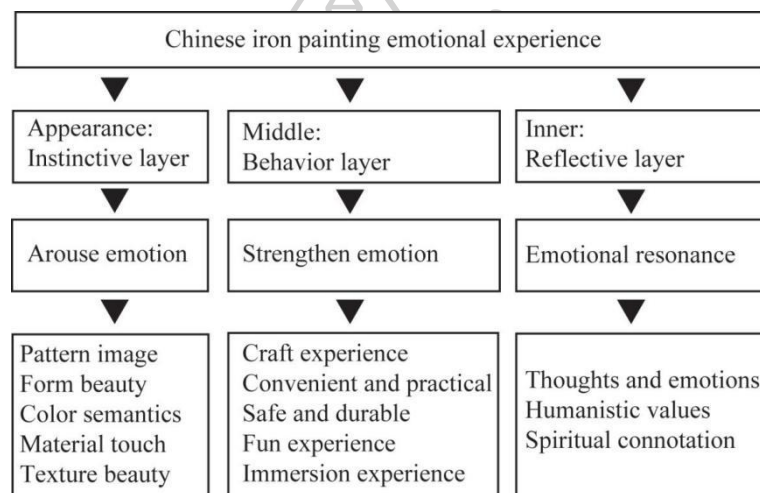 Chinese iron painting emotional experience
Appearance:
Instinctive layer
Middle:
Behavior layer
Inner:
Reflective layer
Arouse emotion
Strengthen emotion
Emotional resonance
Pattern image
Form beauty
Color semantics
Material touch
Texture beauty
Craft experience
Convenient and practical
Safe and durable
Fun experience
Immersion experience
Thoughts and emotions
Humanistic values
Spiritual connotation